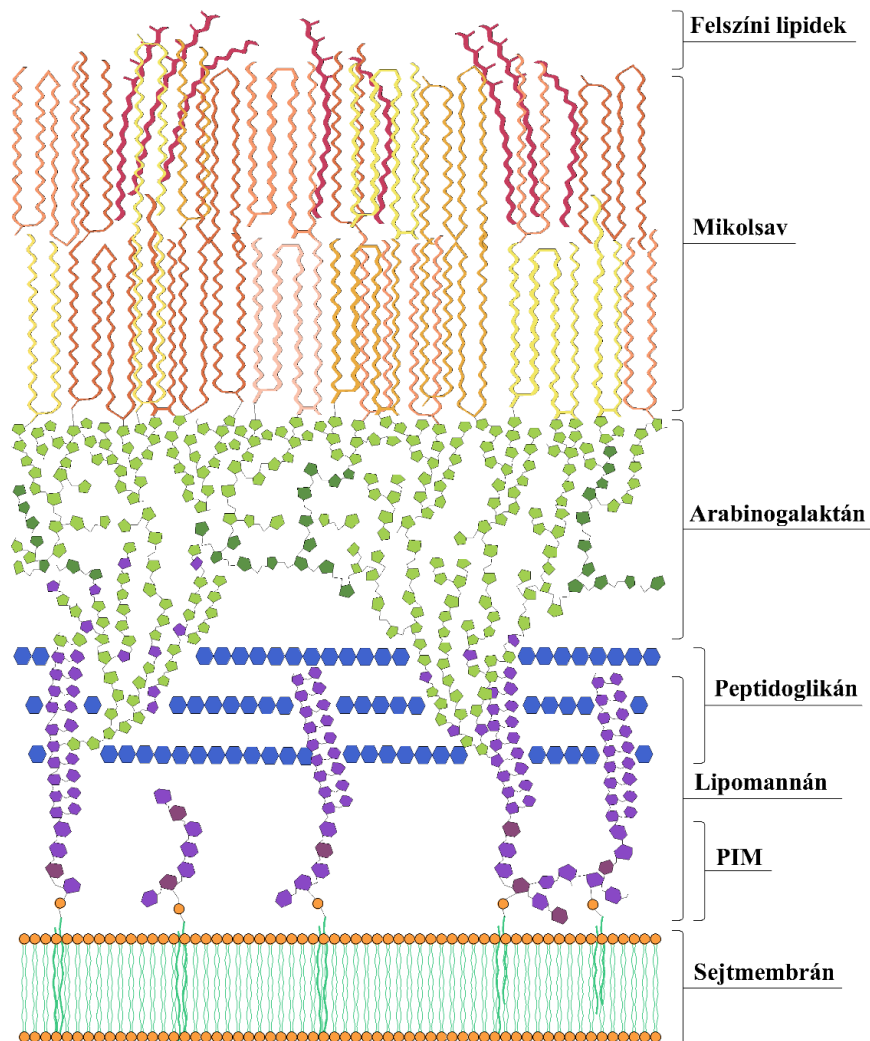 Felszíni lipidek
Mikolsav
Arabinogalaktán
Peptidoglikán
Lipomannán
PIM
Sejtmembrán